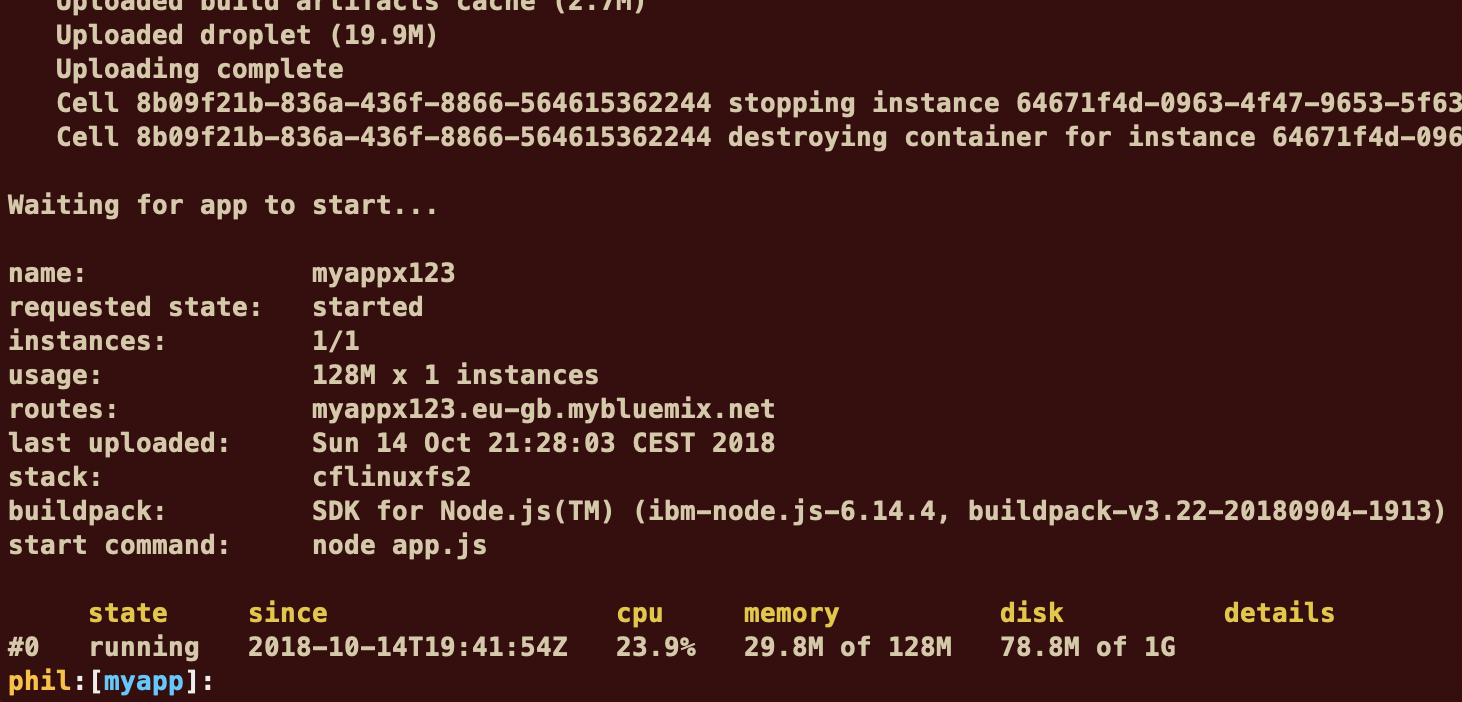 Uploaded build artifacts cache (2.7M)
Uploaded droplet (19.9M)
Uploading complete
Cell 8b09f21b-836a-436f-8866-564615362244 stopping instance 64671f4d-0963-4f47-9653-5f63
Cell 8b09f21b-836a-436f-8866-564615362244 destroying container for instance 64671f4d-096
Waiting for app to start...
name: myappx123
requested state: started
instances: 1/1
usage: 128M x 1 instances
routes: myappx123.eu-gb.mybluemix.net
last uploaded: Sun 14 Oct 21:28:03 CEST 2018
stack: cflinuxfs2
buildpack: SDK for Node.js(TM) (ibm-node.js-6.14.4, buildpack-v3.22-20180904-1913)
start command: node app.js
state since cpu memory disk details
#0 running 2018-10-14T19:41:54Z 23.9% 29.8M of 128M 78.8M of 1G
phil:[myapp]: